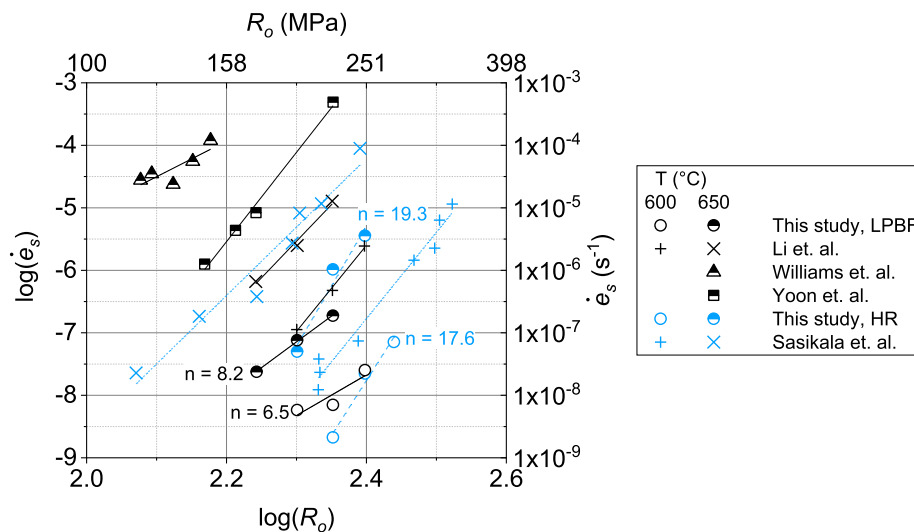 R_o (MPa)
100 158 251 398
-3 1x10^-3
-4 1x10^-4
-5 1x10^-5
-6 1x10^-6
-7 1x10^-7
-8 1x10^-8
-9 1x10^-9
log(ė_s)
ė_s (s^-1)
n = 19.3
n = 17.6
n = 8.2
n = 6.5
2.0 2.2 2.4 2.6
log(R_o)
T (°C)
600 650
This study, LPBF
Li et. al.
Williams et. al.
Yoon et. al.
This study, HR
Sasikala et. al.